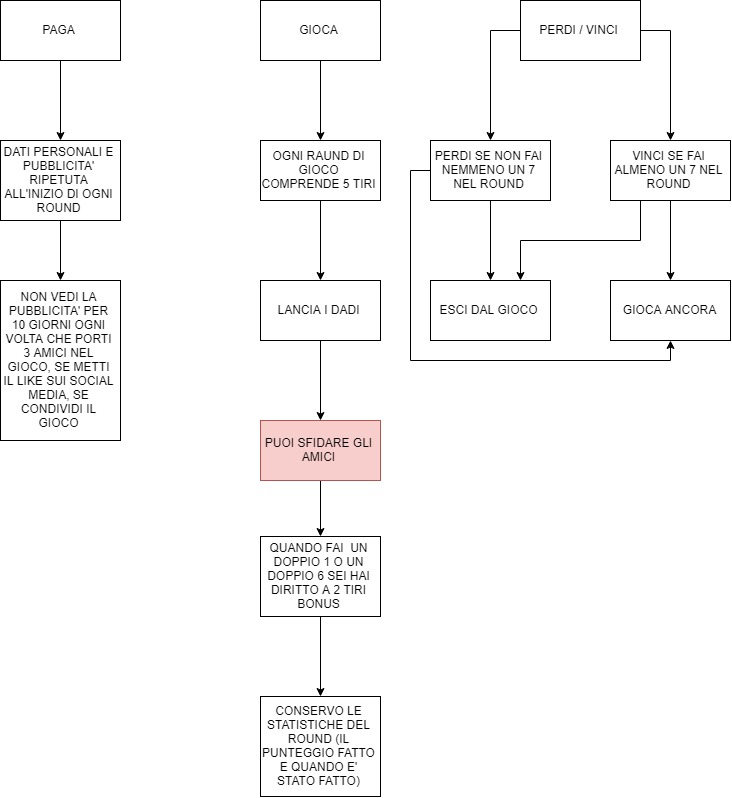 PAGA
DATI PERSONALI E
PUBBLICITA'
RIPETUTA
ALL'INIZIO DI OGNI
ROUND
NON VEDI LA
PUBBLICITA' PER
10 GIORNI OGNI
VOLTA CHE PORTI
3 AMICI NEL
GIOCO, SE METTI
IL LIKE SUI SOCIAL
MEDIA, SE
CONDIVIDI IL
GIOCO
GIOCA
OGNI RAUND DI
GIOCO
COMPRENDE 5 TIRI
LANCIA I DADI
PUOI SFIDARE GLI
AMICI
QUANDO FAI UN
DOPPIO 1 O UN
DOPPIO 6 SEI HAI
DIRITTO A 2 TIRI
BONUS
CONSERVO LE
STATISTICHE DEL
ROUND (IL
PUNTEGGIO FATTO
E QUANDO E'
STATO FATTO)
PERDI / VINCI
PERDI SE NON FAI
NEMMENO UN 7
NEL ROUND
VINCI SE FAI
ALMENO UN 7 NEL
ROUND
ESCI DAL GIOCO
GIOCA ANCORA